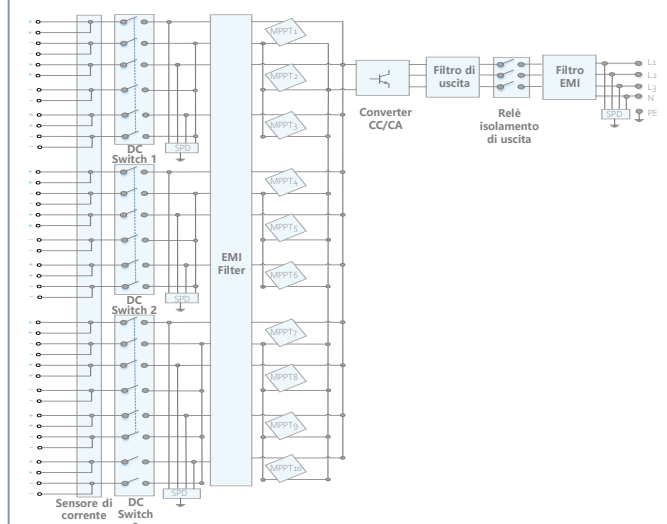 MPPT1
MPPT2
MPPT3
DC
Switch 1
SPD
MPPT4
MPPT5
MPPT6
DC
Switch 2
SPD
EMI
Filter
MPPT7
MPPT8
MPPT9
MPPT10
SPD
Sensore di
corrente
DC
Switch
Converter
CC/CA
Filtro di
uscita
Relè
isolamento
di uscita
Filtro
EMI
L1
L2
L3
N
SPD
PE